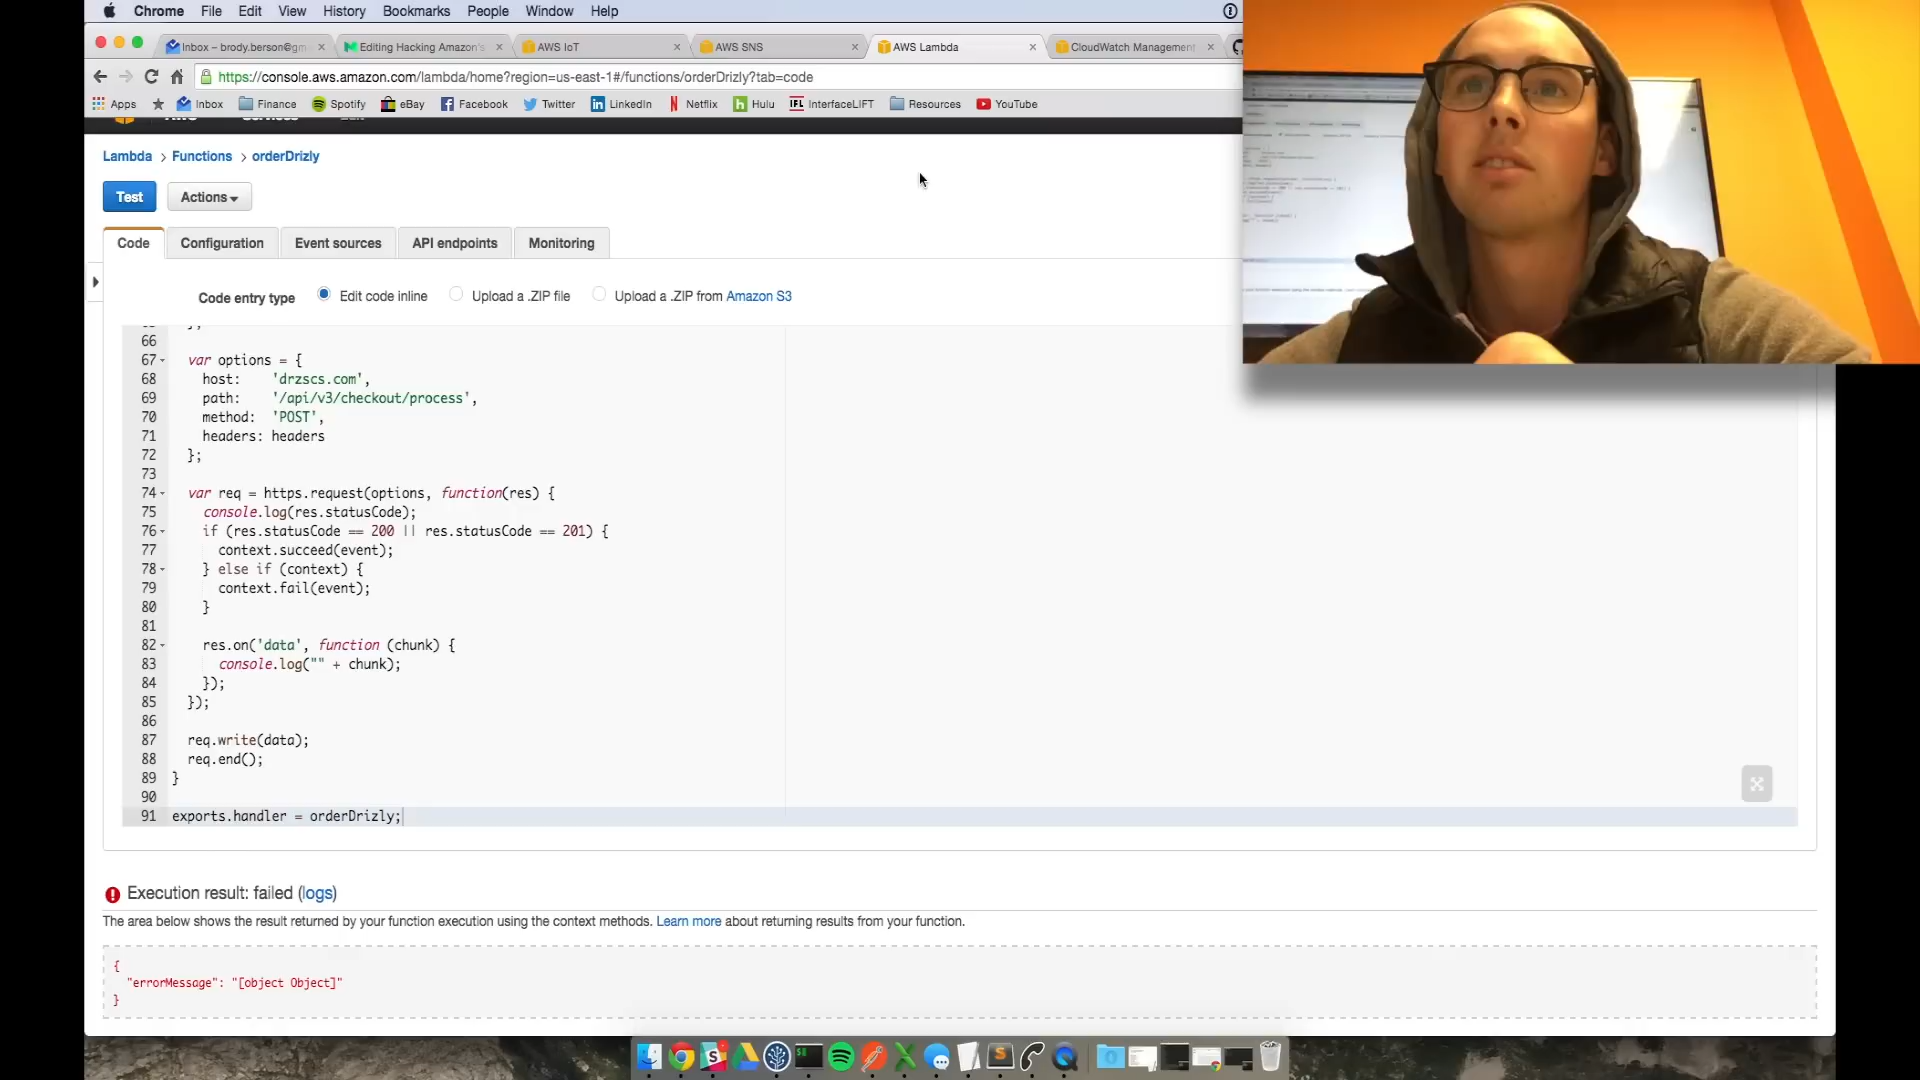 Chrome File Edit View History Bookmarks People Window Help
Inbox – brody.berson@gm
Editing Hacking Amazon's
AWS IoT
AWS SNS
AWS Lambda
CloudWatch Management
https://console.aws.amazon.com/lambda/home?region=us-east-1#/functions/orderDrizly?tab=code
Apps Inbox Finance Spotify eBay Facebook Twitter LinkedIn Netflix Hulu InterfaceLIFT Resources YouTube
Lambda > Functions > orderDrizly
Test Actions
Code Configuration Event sources API endpoints Monitoring
Code entry type Edit code inline Upload a .ZIP file Upload a .ZIP from Amazon S3
66
67 var options = {
68 host: 'drzscs.com',
69 path: '/api/v3/checkout/process',
70 method: 'POST',
71 headers: headers
72 };
73
74 var req = https.request(options, function(res) {
75 console.log(res.statusCode);
76 if (res.statusCode == 200 || res.statusCode == 201) {
77 context.succeed(event);
78 } else if (context) {
79 context.fail(event);
80 }
81
82 res.on('data', function (chunk) {
83 console.log("" + chunk);
84 });
85 });
86
87 req.write(data);
88 req.end();
89 }
90
91 exports.handler = orderDrizly;
Execution result: failed (logs)
The area below shows the result returned by your function execution using the context methods. Learn more about returning results from your function.
{
"errorMessage": "[object Object]"
}